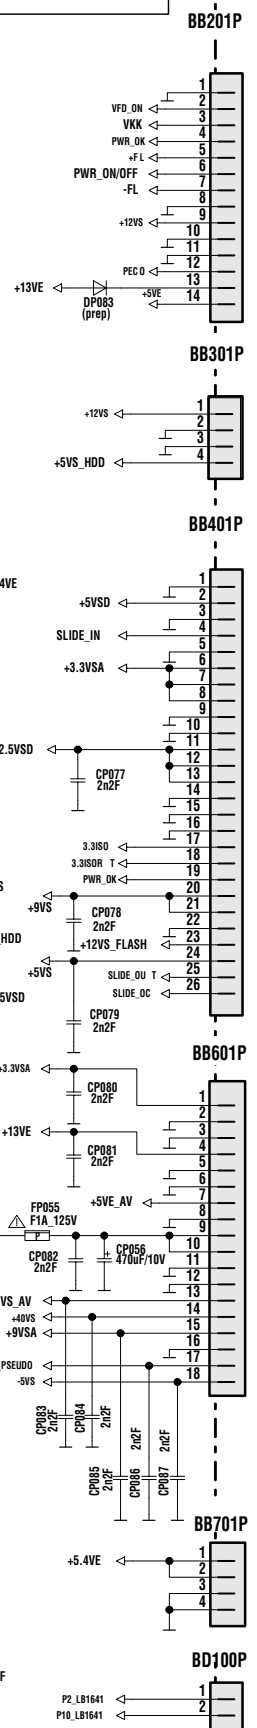 BB201P
1
2
VFD_ON
3
VKK
4
PWR_OK
5
+F L
6
PWR_ON/OFF
7
-FL
8
9
+12VS
10
11
12
PEC O
13
+13VE
DP083
(prep)
+5VE
14
BB301P
1
+12VS
2
3
4
+5VS_HDD
BB401P
4VE
1
2
+5VSD
3
4
SLIDE_IN
5
6
+3.3VSA
7
8
9
10
11
2.5VSD
12
CP077
2n2F
13
14
15
16
17
3.3ISO
18
3.3ISOR T
19
PWR_OK
S
20
+9VS
21
CP078
2n2F
22
HDD
23
+12VS_FLASH
24
+5VS
25
SLIDE_OU T
5VSD
26
SLIDE_OC
CP079
2n2F
BB601P
+3.3VSA
CP080
2n2F
1
2
3
+13VE
4
CP081
2n2F
5
6
7
+5VE_AV
8
FP055
F1A_125V
P
9
10
CP082
2n2F
+
CP056
470uF/10V
11
12
13
VS_AV
14
+40VS
15
+9VSA
16
17
PSEUDO
18
-5VS
CP083
2n2F
CP084
2n2F
CP085
2n2F
CP086
2n2F
CP087
2n2F
BB701P
1
+5.4VE
2
3
4
BD100P
F
1
P2_LB1641
2
P10_LB1641